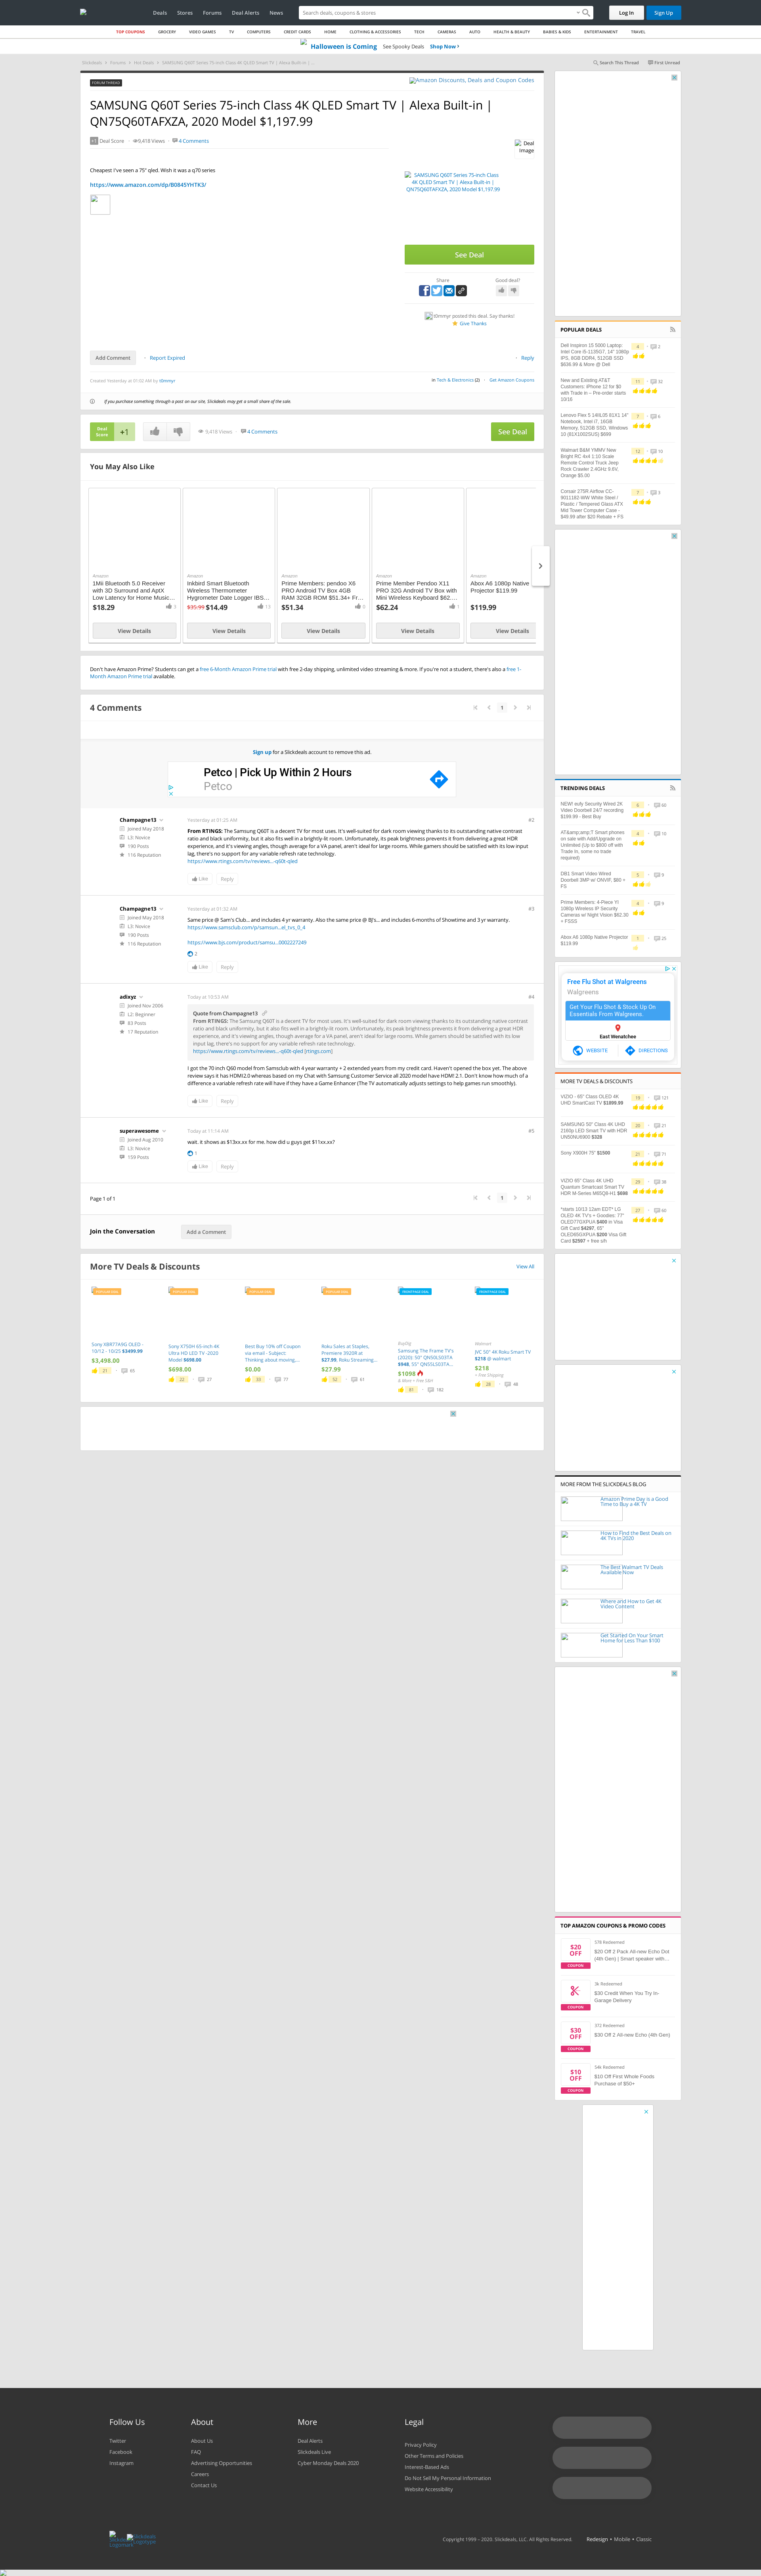 Deals
Stores
Forums
Deal Alerts
News
Search deals, coupons & stores
Log In
Sign Up
TOP COUPONS
GROCERY
VIDEO GAMES
TV
COMPUTERS
CREDIT CARDS
HOME
CLOTHING & ACCESSORIES
TECH
CAMERAS
AUTO
HEALTH & BEAUTY
BABIES & KIDS
ENTERTAINMENT
TRAVEL
Halloween is Coming See Spooky Deals Shop Now ›
Slickdeals › Forums › Hot Deals › SAMSUNG Q60T Series 75-inch Class 4K QLED Smart TV | Alexa Built-in | ...
Search This Thread
First Unread
FORUM THREAD
Amazon Discounts, Deals and Coupon Codes
SAMSUNG Q60T Series 75-inch Class 4K QLED Smart TV | Alexa Built-in |
QN75Q60TAFXZA, 2020 Model $1,197.99
+1 Deal Score
9,418 Views
4 Comments
Deal
Image
Cheapest I've seen a 75" qled. Wish it was a q70 series
https://www.amazon.com/dp/B0845YHTK3/
SAMSUNG Q60T Series 75-inch Class
4K QLED Smart TV | Alexa Built-in |
QN75Q60TAFXZA, 2020 Model $1,197.99
See Deal
Share
Good deal?
posted this deal. Say thanks!
Give Thanks
Add Comment
Report Expired
Reply
Created Yesterday at 01:02 AM by
in Tech & Electronics (2)
Get Amazon Coupons
If you purchase something through a post on our site, Slickdeals may get a small share of the sale.
Deal
Score
+1
9,418 Views
4 Comments
See Deal
You May Also Like
Amazon
1Mii Bluetooth 5.0 Receiver
with 3D Surround and AptX
Low Latency for Home Music...
$18.29
3
View Details
Amazon
Inkbird Smart Bluetooth
Wireless Thermometer
Hygrometer Date Logger IBS...
$35.99 $14.49
13
View Details
Amazon
Prime Members: pendoo X6
PRO Android TV Box 4GB
RAM 32GB ROM $51.34+ Fr...
$51.34
0
View Details
Amazon
Prime Member Pendoo X11
PRO 32G Android TV Box with
Mini Wireless Keyboard $62....
$62.24
1
View Details
Amazon
Abox A6 1080p Native
Projector $119.99
$119.99
View Details
Don't have Amazon Prime? Students can get a free 6-Month Amazon Prime trial with free 2-day shipping, unlimited video streaming & more. If you're not a student, there's also a free 1-
Month Amazon Prime trial available.
4 Comments
1
Sign up for a Slickdeals account to remove this ad.
Petco | Pick Up Within 2 Hours
Petco
Champagne13
Joined May 2018
L3: Novice
190 Posts
116 Reputation
Yesterday at 01:25 AM
#2
From RTINGS: The Samsung Q60T is a decent TV for most uses. It's well-suited for dark room viewing thanks to its outstanding contrast
ratio and black uniformity, but it also fits in well in a brightly-lit room. Unfortunately, its peak brightness prevents it from delivering a great HDR
experience, and it's viewing angles, average though they are, aren't ideal for large rooms. While it's a good choice for gaming due to its low input
lag, there's no support for any variable refresh rate technology.
https://www.rtings.com/tv/reviews...-q60t-qled
Like
Reply
Champagne13
Joined May 2018
L3: Novice
190 Posts
116 Reputation
Yesterday at 01:32 AM
#3
Same price @ Sam's Club... and includes 4 yr warranty. Also the same price @ BJ's... and includes 6-months of Showtime and 3 yr warranty.
https://www.samsclub.com/p/samsun...el_tvs_0_4
https://www.bjs.com/product/samsu...0002227249
2
Like
Reply
adixyz
Joined Nov 2006
L2: Beginner
83 Posts
17 Reputation
Today at 10:53 AM
#4
Quote from Champagne13
From RTINGS: The Samsung Q60T is a decent TV for most uses. It's well-suited for dark room viewing thanks to its outstanding contrast ratio and
black uniformity, but it also fits in well in a brightly-lit room. Unfortunately, its peak brightness prevents it from delivering a great HDR
experience, and it's viewing angles, average though they are, aren't ideal for large rooms. While it's a good choice for gaming due to its low input
lag, there's no support for any variable refresh rate technology.
https://www.rtings.com/tv/reviews...-q60t-qled [rtings.com]
I got the 70 inch Q60 model from Samsclub with 4 year warranty + 2 extended years from my credit card. Haven't opened the box yet. The above
review says it has HDMI2.0 whereas based on my Chat with Samsung Customer Service all 2020 model have HDMI 2.1. Don't know how much of a
difference a variable refresh rate will have if they have a Game Enhancer (The TV automatically adjusts settings to help games run smoothly).
Like
Reply
superawesome
Joined Aug 2010
L3: Novice
159 Posts
Today at 11:14 AM
#5
wait. it shows as $13xx.xx for me. how did u guys get $11xx.xx?
1
Like
Reply
Page 1 of 1
1
Join the Conversation
Add a Comment
More TV Deals & Discounts
View All
POPULAR DEAL
Sony XBR77A9G OLED -
10/12 - 10/25 $3499.99
$3,498.00
21
65
POPULAR DEAL
Sony X750H 65-inch 4K
Ultra HD LED TV -2020
Model $698.00
$698.00
22
27
POPULAR DEAL
Best Buy 10% off Coupon
via email - Subject:
Thinking about moving,...
$0.00
33
77
POPULAR DEAL
Roku Sales at Staples,
Premiere 3920R at
$27.99, Roku Streaming...
$27.99
52
61
FRONTPAGE DEAL
BuyDig
Samsung The Frame TV's
(2020): 50" QN50LS03TA
$948, 55" QN55LS03TA...
$1098
& More + Free S&H
81
182
FRONTPAGE DEAL
Walmart
JVC 50" 4K Roku Smart TV
$218 @ walmart
$218
+ Free Shipping
26
46
POPULAR DEALS
Dell Inspiron 15 5000 Laptop:
Intel Core i5 1135G7, 14" 1080p
IPS, 8GB DDR4, 512GB SSD
$636.99 & More @ Dell
4
2
New and Existing AT&T
Customers: iPhone 12 for $0
with Trade in – Pre-order starts
10/16
11
32
Lenovo Flex 5 14IIL05 81X1 14"
Notebook, Intel i7, 16GB
Memory, 512GB SSD, Windows
10 (81X1002SUS) $699
7
6
Walmart B&M YMMV New
Bright RC 4x4 1:10 Scale
Remote Control Truck Jeep
Rock Crawler 2.4GHz 9.6V,
Orange $5.00
12
10
Corsair 275R Airflow CC-
9011182-WW White Steel /
Plastic / Tempered Glass ATX
Mid Tower Computer Case -
$49.99 after $20 Rebate + FS
7
3
TRENDING DEALS
NEW! eufy Security Wired 2K
Video Doorbell 24/7 recording
$199.99 - Best Buy
6
60
AT&amp;amp;T Smart phones
on sale with Add/Upgrade on
Unlimited (Up to $800 off with
Trade In, some no trade
required)
4
16
DB1 Smart Video Wired
Doorbell 3MP w/ ONVIF, $80 +
FS
5
9
Prime Members: 4-Piece YI
1080p Wireless IP Security
Cameras w/ Night Vision $62.30
+ FSSS
4
9
Abox A6 1080p Native Projector
$119.99
1
25
Free Flu Shot at Walgreens
Walgreens
Get Your Flu Shot & Stock Up On
Essentials From Walgreens.
East Wenatchee
WEBSITE
DIRECTIONS
MORE TV DEALS & DISCOUNTS
VIZIO - 65" Class OLED 4K
UHD SmartCast TV $1899.99
19
121
SAMSUNG 50" Class 4K UHD
2160p LED Smart TV with HDR
UN50NU6900 $328
20
21
Sony X900H 75" $1500
21
71
VIZIO 65" Class 4K UHD
Quantum Smartcast Smart TV
HDR M-Series M65Q8-H1 $698
29
38
*starts 10/13 12am EDT* LG
OLED 4K TV's + Goodies: 77"
OLED77GXPUA $400 in Visa
Gift Card $4297, 65"
OLED65GXPUA $200 Visa Gift
Card $2597 + free s/h
27
60
MORE FROM THE SLICKDEALS BLOG
Amazon Prime Day is a Good
Time to Buy a 4K TV
How to Find the Best Deals on
4K TVs in 2020
The Best Walmart TV Deals
Available Now
Where and How to Get 4K
Video Content
Get Started On Your Smart
Home for Less Than $100
TOP AMAZON COUPONS & PROMO CODES
$20
OFF
COUPON
518 Redeemed
$20 Off 2 Pack All-new Echo Dot
(4th Gen) | Smart speaker with...
COUPON
3k Redeemed
$30 Credit When You Try In-
Garage Delivery
$30
OFF
COUPON
372 Redeemed
$30 Off 2 All-new Echo (4th Gen)
$10
OFF
COUPON
54k Redeemed
$10 Off First Whole Foods
Purchase of $50+
Follow Us
Twitter
Facebook
Instagram
About
About Us
FAQ
Advertising Opportunities
Careers
Contact Us
More
Deal Alerts
Slickdeals Live
Cyber Monday Deals 2020
Legal
Privacy Policy
Other Terms and Policies
Interest-Based Ads
Do Not Sell My Personal Information
Website Accessibility
Copyright 1999 – 2020. Slickdeals, LLC. All Rights Reserved.
Redesign • Mobile • Classic